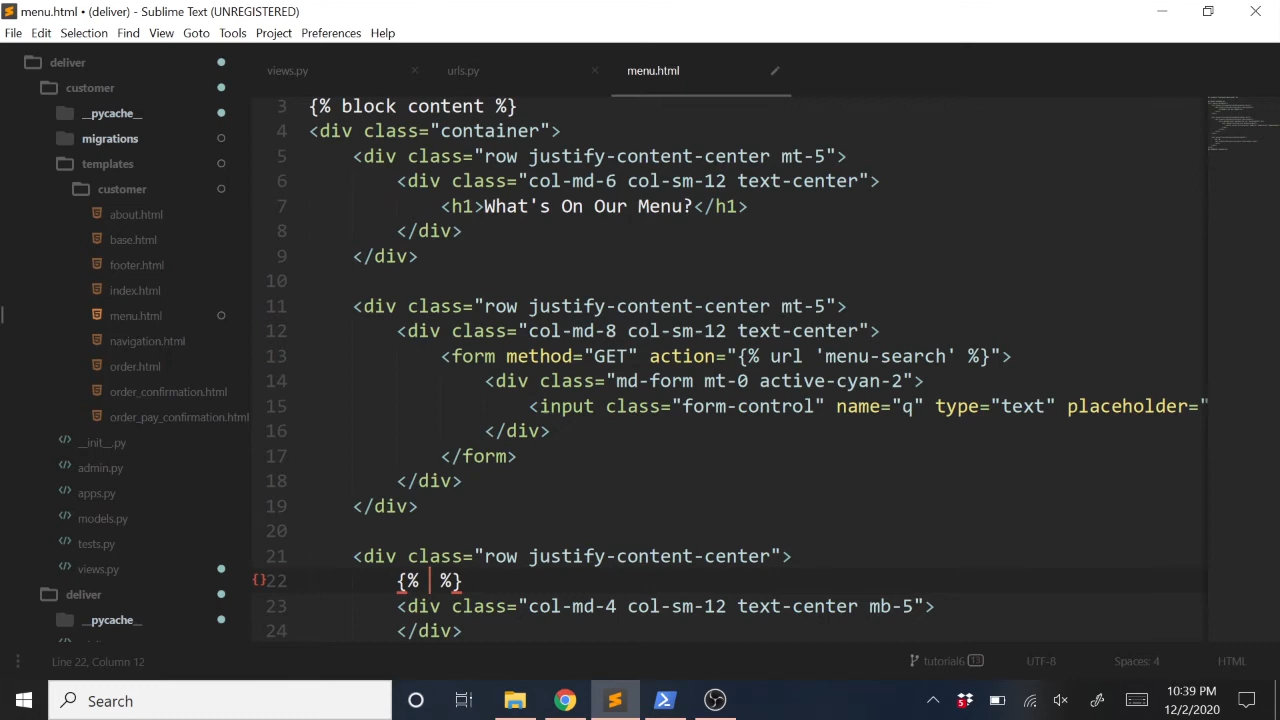 menu.html • (deliver) - Sublime Text (UNREGISTERED)
File Edit Selection Find View Goto Tools Project Preferences Help
deliver
customer
__pycache__
migrations
templates
customer
about.html
base.html
footer.html
index.html
menu.html
navigation.html
order.html
order_confirmation.html
order_pay_confirmation.html
__init__.py
admin.py
apps.py
models.py
tests.py
views.py
deliver
__pycache__
views.py urls.py menu.html
3 {% block content %}
4 <div class="container">
5 <div class="row justify-content-center mt-5">
6 <div class="col-md-6 col-sm-12 text-center">
7 <h1>What's On Our Menu?</h1>
8 </div>
9 </div>
10
11 <div class="row justify-content-center mt-5">
12 <div class="col-md-8 col-sm-12 text-center">
13 <form method="GET" action="{% url 'menu-search' %}">
14 <div class="md-form mt-0 active-cyan-2">
15 <input class="form-control" name="q" type="text" placeholder="
16 </div>
17 </form>
18 </div>
19 </div>
20
21 <div class="row justify-content-center">
{} 22 {% %}
23 <div class="col-md-4 col-sm-12 text-center mb-5">
24 </div>
Line 22, Column 12 tutorial6 13 UTF-8 Spaces: 4 HTML
Search
10:39 PM
12/2/2020